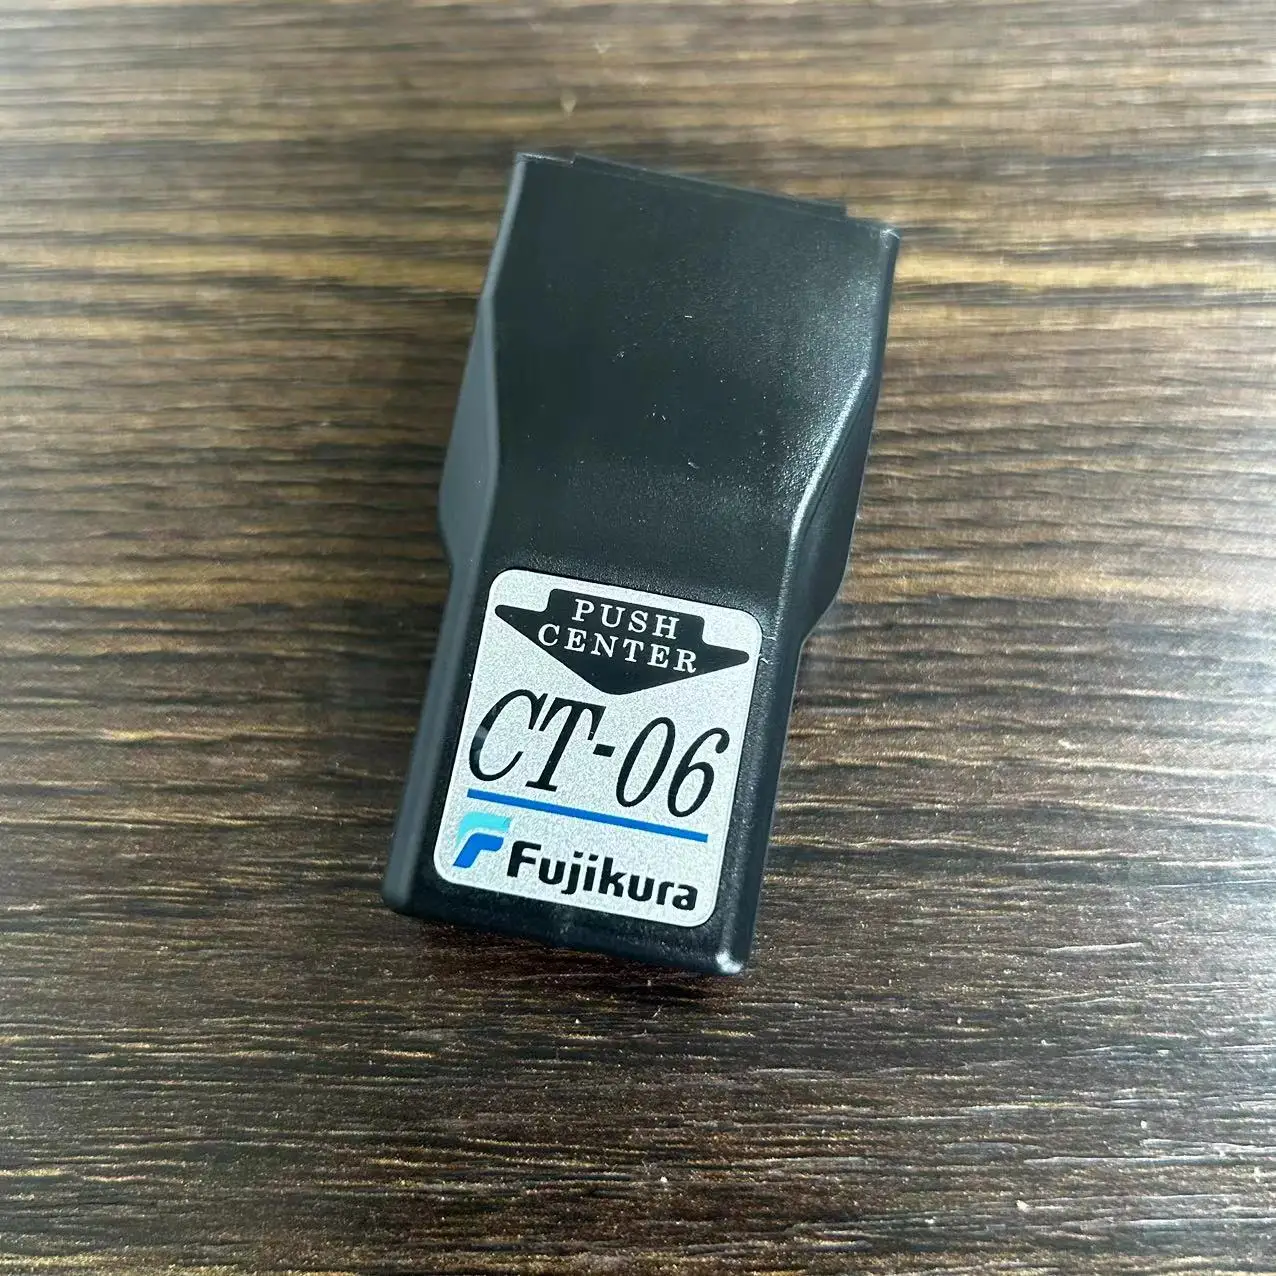 PUSH
CENTER
CT-06
Fujikura